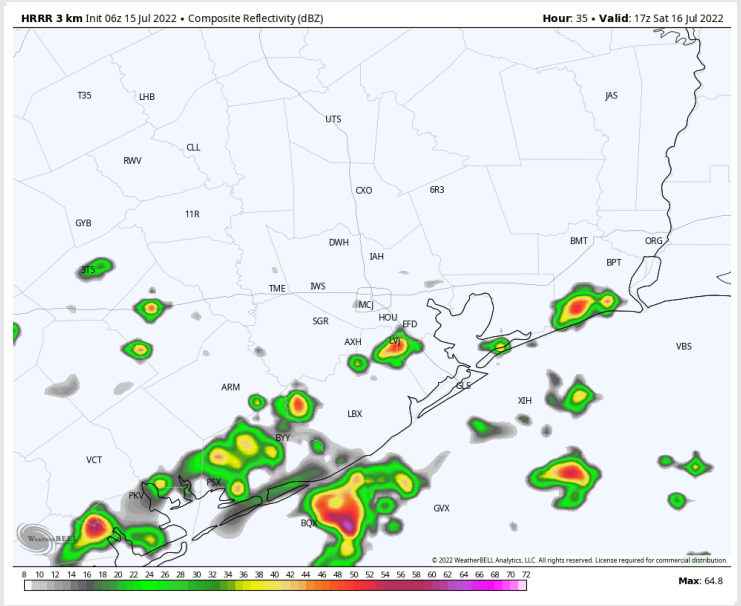 HRRR 3 km Init 06z 15 Jul 2022 • Composite Reflectivity (dBZ)
Hour: 35 • Valid: 17z Sat 16 Jul 2022
T35
LHB
JAS
UTS
CLL
RWV
CXO
6R3
GYB
11R
DWH
IAH
BMT
ORG
BPT
3T5
TME
IWS
MCJ
SGR
HOU
EFD
AXH
LVJ
VBS
ARM
GLS
LBX
XIH
BYY
VCT
PSX
PKV
BQX
GVX
WeatherBELL
© 2022 WeatherBELL Analytics, LLC. All rights reserved. License required for commercial distribution.
8 10 12 14 16 18 20 22 24 26 28 30 32 34 36 38 40 42 44 46 48 50 52 54 56 58 60 62 64 66 68 70 72
Max: 64.8